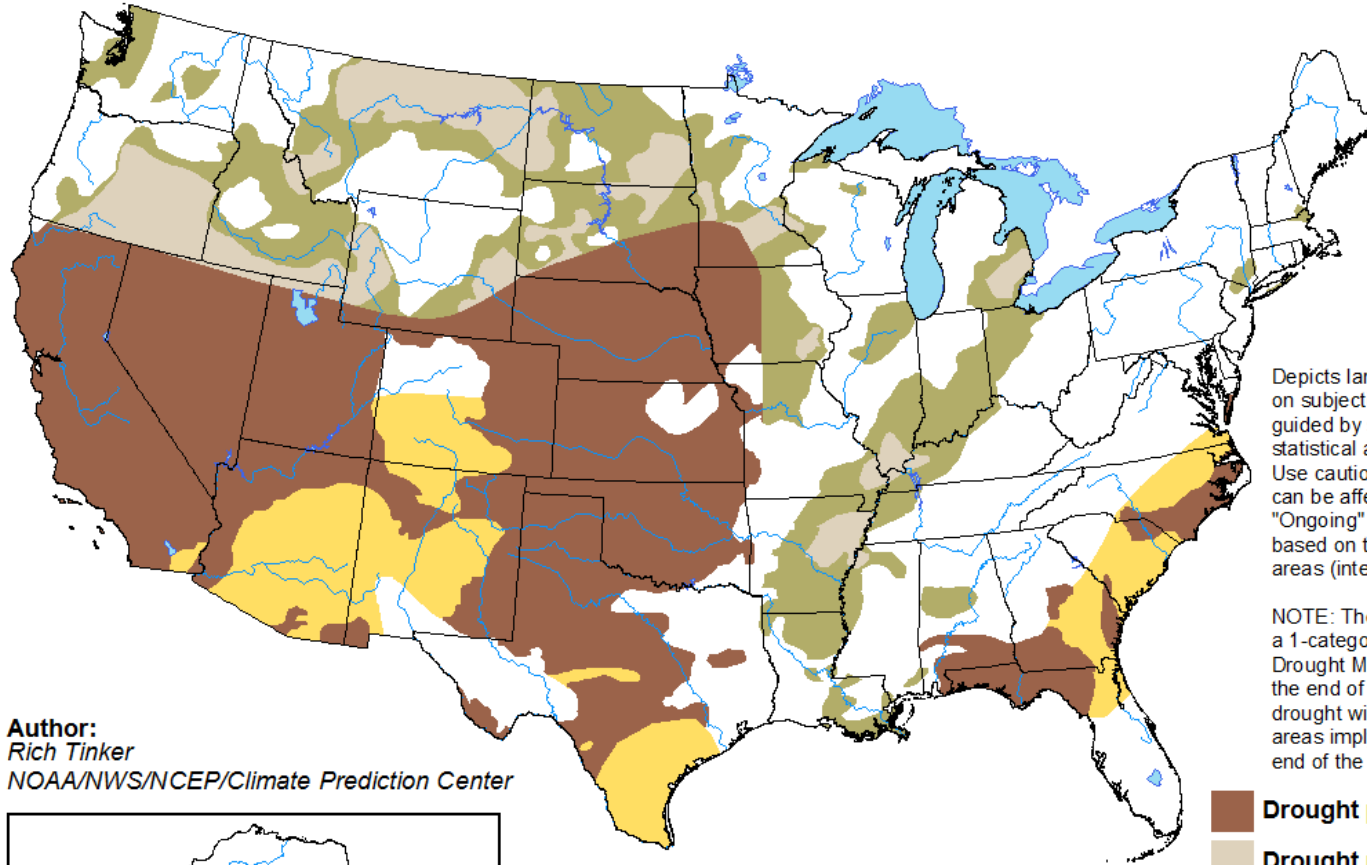 Depicts lar
on subject
guided by
statistical a
Use cautio
can be affe
"Ongoing"
based on t
areas (inte
NOTE: The
a 1-catego
Drought M
the end of
drought wi
areas impl
end of the
Author:
Rich Tinker
NOAA/NWS/NCEP/Climate Prediction Center
Drought
Drought